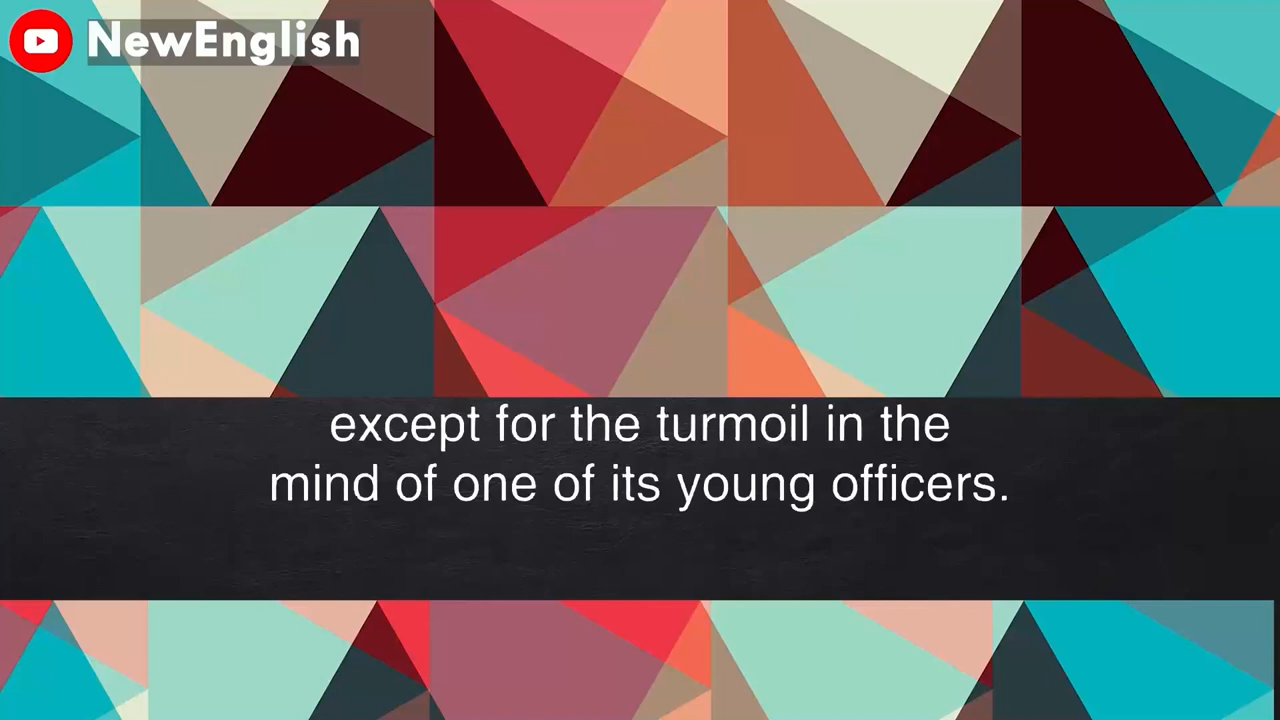 NewEnglish
except for the turmoil in the
mind of one of its young officers.